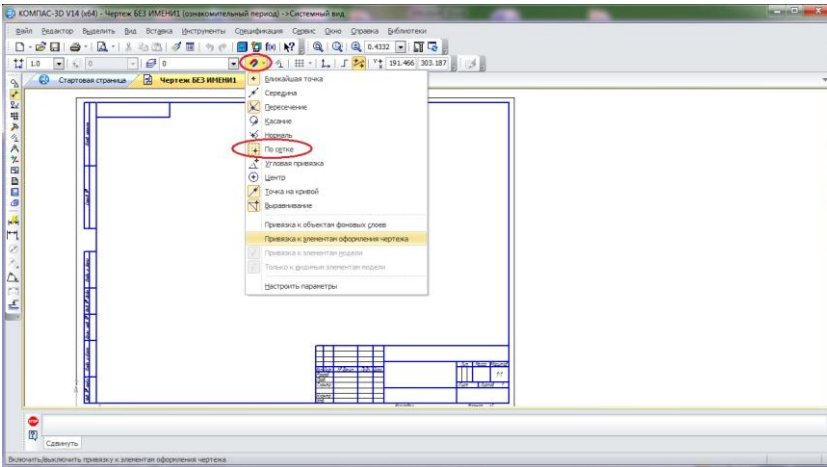 КОМПАС-3D V14 (x64) - Чертеж БЕЗ ИМЕНИ1 (ознакомительный период) ->Системный вид
Файл Редактор Выделить Вид Вставка Инструменты Спецификация Сервис Окно Справка Библиотеки
0.4332
1.0 0 0 191.466 303.187
Стартовая страница Чертеж БЕЗ ИМЕНИ1
Ближайшая точка
Середина
Пересечение
Касание
Нормаль
По сетке
Угловая привязка
Центр
Точка на кривой
Выравнивание
Привязка к объектам фоновых слоев
Привязка к элементам оформления чертежа
Привязка к элементам модели
Только к видимым элементам модели
Настроить параметры
STOP
Сдвинуть
Включить/выключить привязку к элементам оформления чертежа